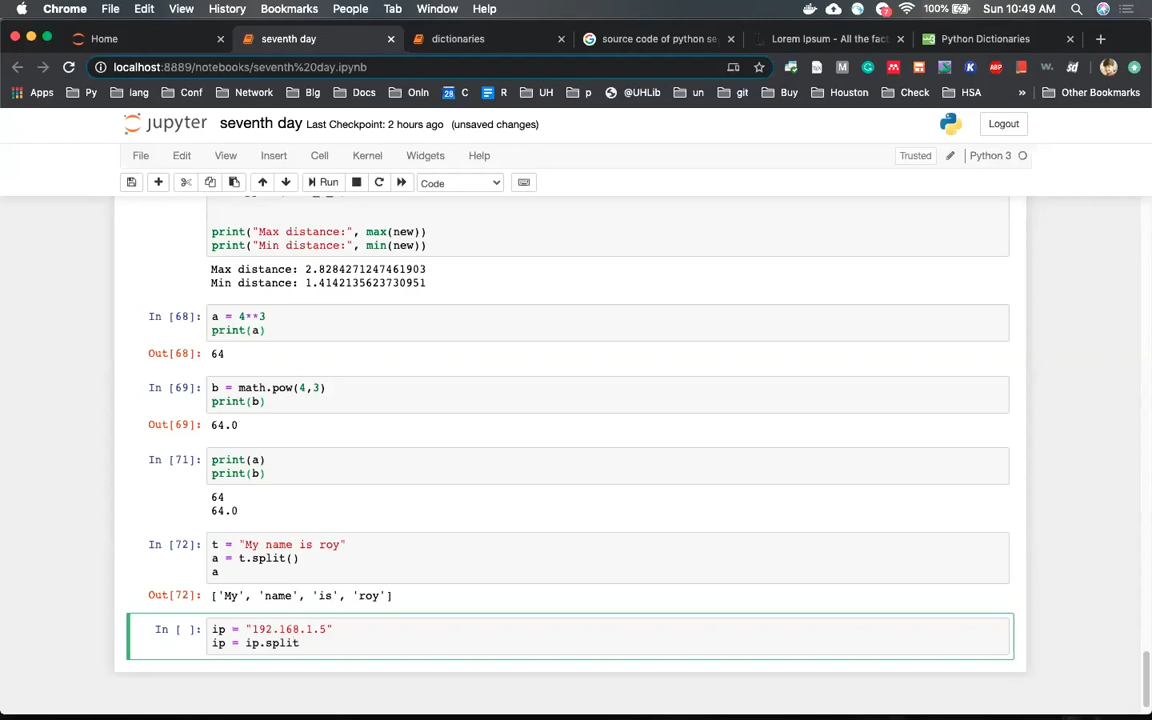 Chrome File Edit View History Bookmarks People Tab Window Help 7 100% Sun 10:49 AM
Home seventh day dictionaries source code of python se Lorem Ipsum - All the fact Python Dictionaries
localhost:8889/notebooks/seventh%20day.ipynb
Apps Py lang Conf Network Blg Docs OnIn 28 C R UH p @UHLib un git Buy Houston Check HSA » Other Bookmarks
jupyter seventh day Last Checkpoint: 2 hours ago (unsaved changes) Logout
File Edit View Insert Cell Kernel Widgets Help Trusted Python 3
Run Code
print("Max distance:", max(new))
print("Min distance:", min(new))
Max distance: 2.8284271247461903
Min distance: 1.4142135623730951
In [68]: a = 4**3
print(a)
Out[68]: 64
In [69]: b = math.pow(4,3)
print(b)
Out[69]: 64.0
In [71]: print(a)
print(b)
64
64.0
In [72]: t = "My name is roy"
a = t.split()
a
Out[72]: ['My', 'name', 'is', 'roy']
In [ ]: ip = "192.168.1.5"
ip = ip.split